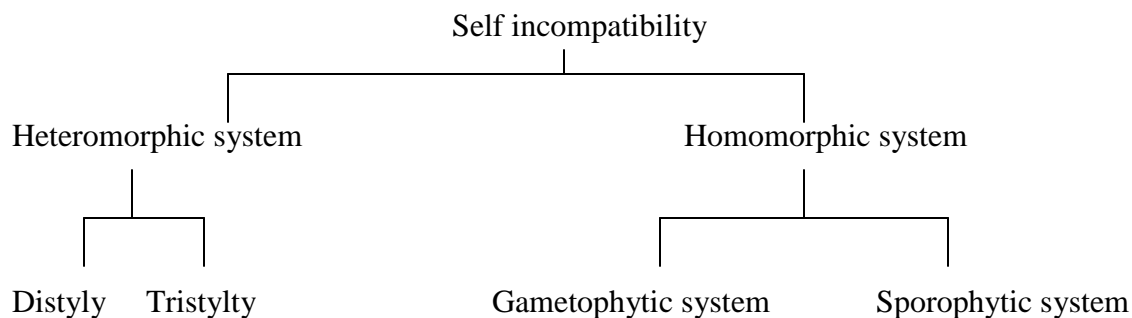 Self incompatibility
Heteromorphic system Homomorphic system
Distyly Tristylty Gametophytic system Sporophytic system